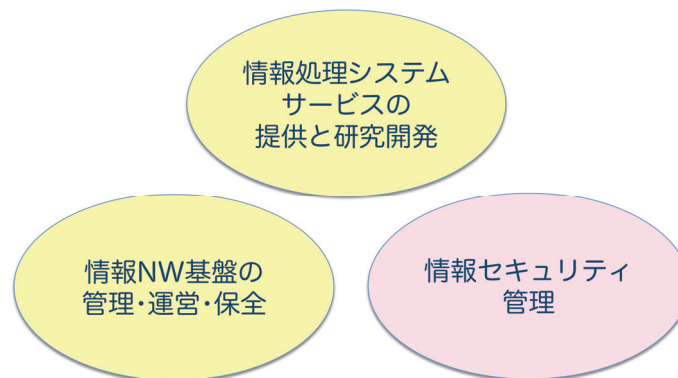 情報処理システム
サービスの
提供と研究開発
情報NW基盤の
管理・運営・保全
情報セキュリティ
管理